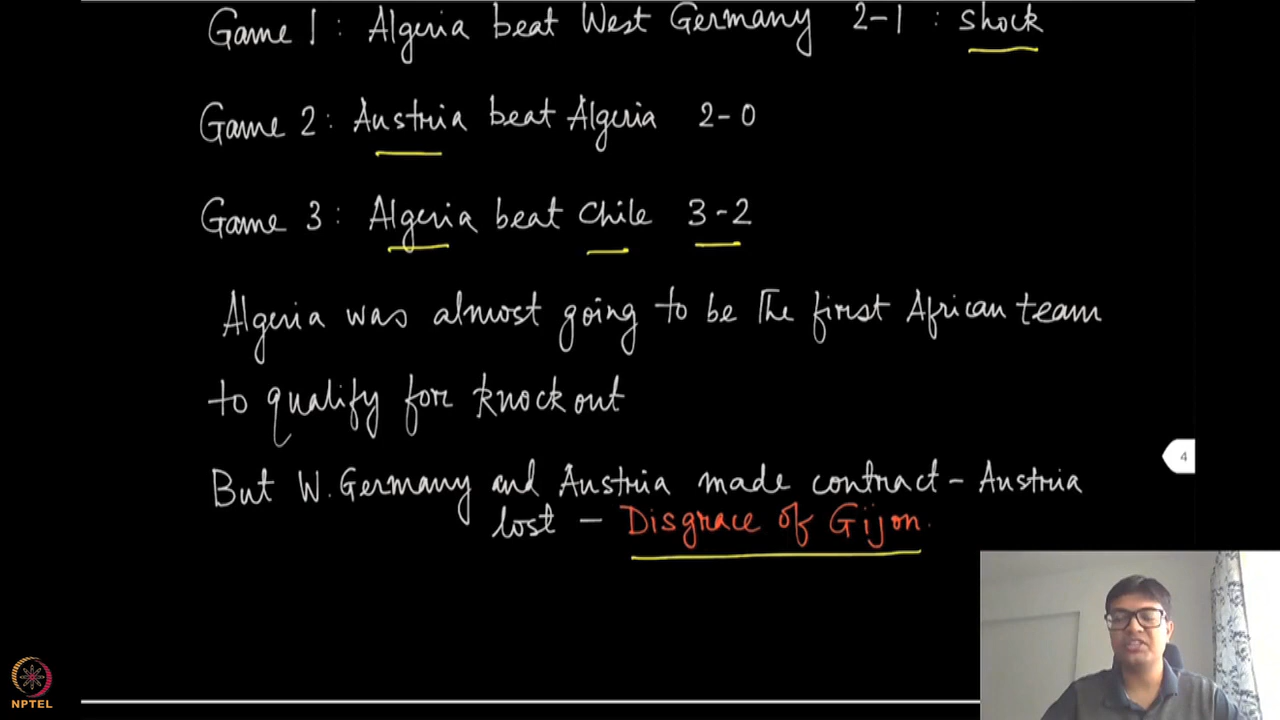 Game 1: Algeria beat West Germany 2-1 : shock
Game 2: Austria beat Algeria 2-0
Game 3: Algeria beat Chile 3-2
Algeria was almost going to be the first African team
to qualify for knockout
But W. Germany and Austria made contract - Austria
lost - Disgrace of Gijon.
4
NPTEL